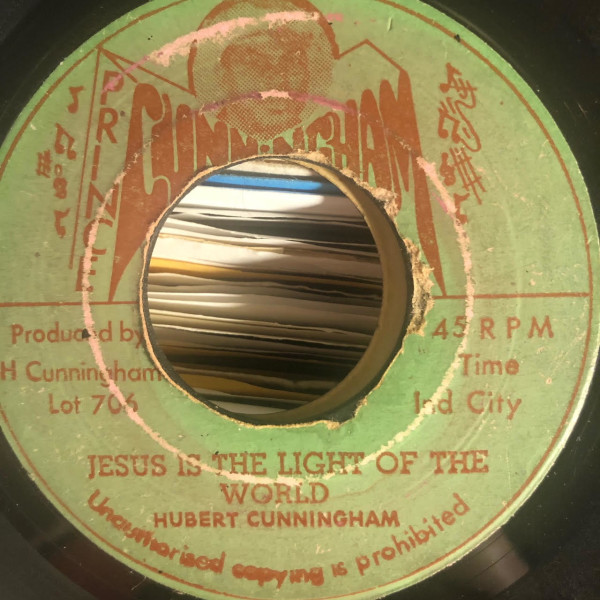 PRINCE
CUNNINGHAM
Produced by
H Cunningham
Lot 706
45 RPM
Time
Ind City
JESUS IS THE LIGHT OF THE
WORLD
HUBERT CUNNINGHAM
Unauthorised copying is prohibited